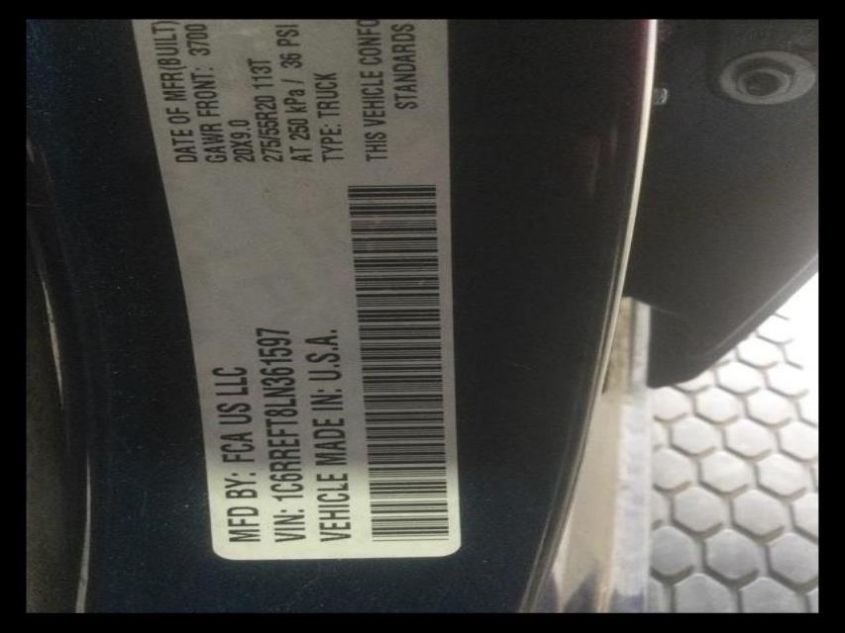 MFD BY: FCA US LLC
VIN: 1C6RREFT8LN361597
VEHICLE MADE IN: U.S.A.
DATE OF MFR(BUILT)
GAWR FRONT: 3700
20X9.0
275/55R20 113T
AT 250 kPa / 36 PSI
TYPE: TRUCK
THIS VEHICLE CONFO
STANDARDS